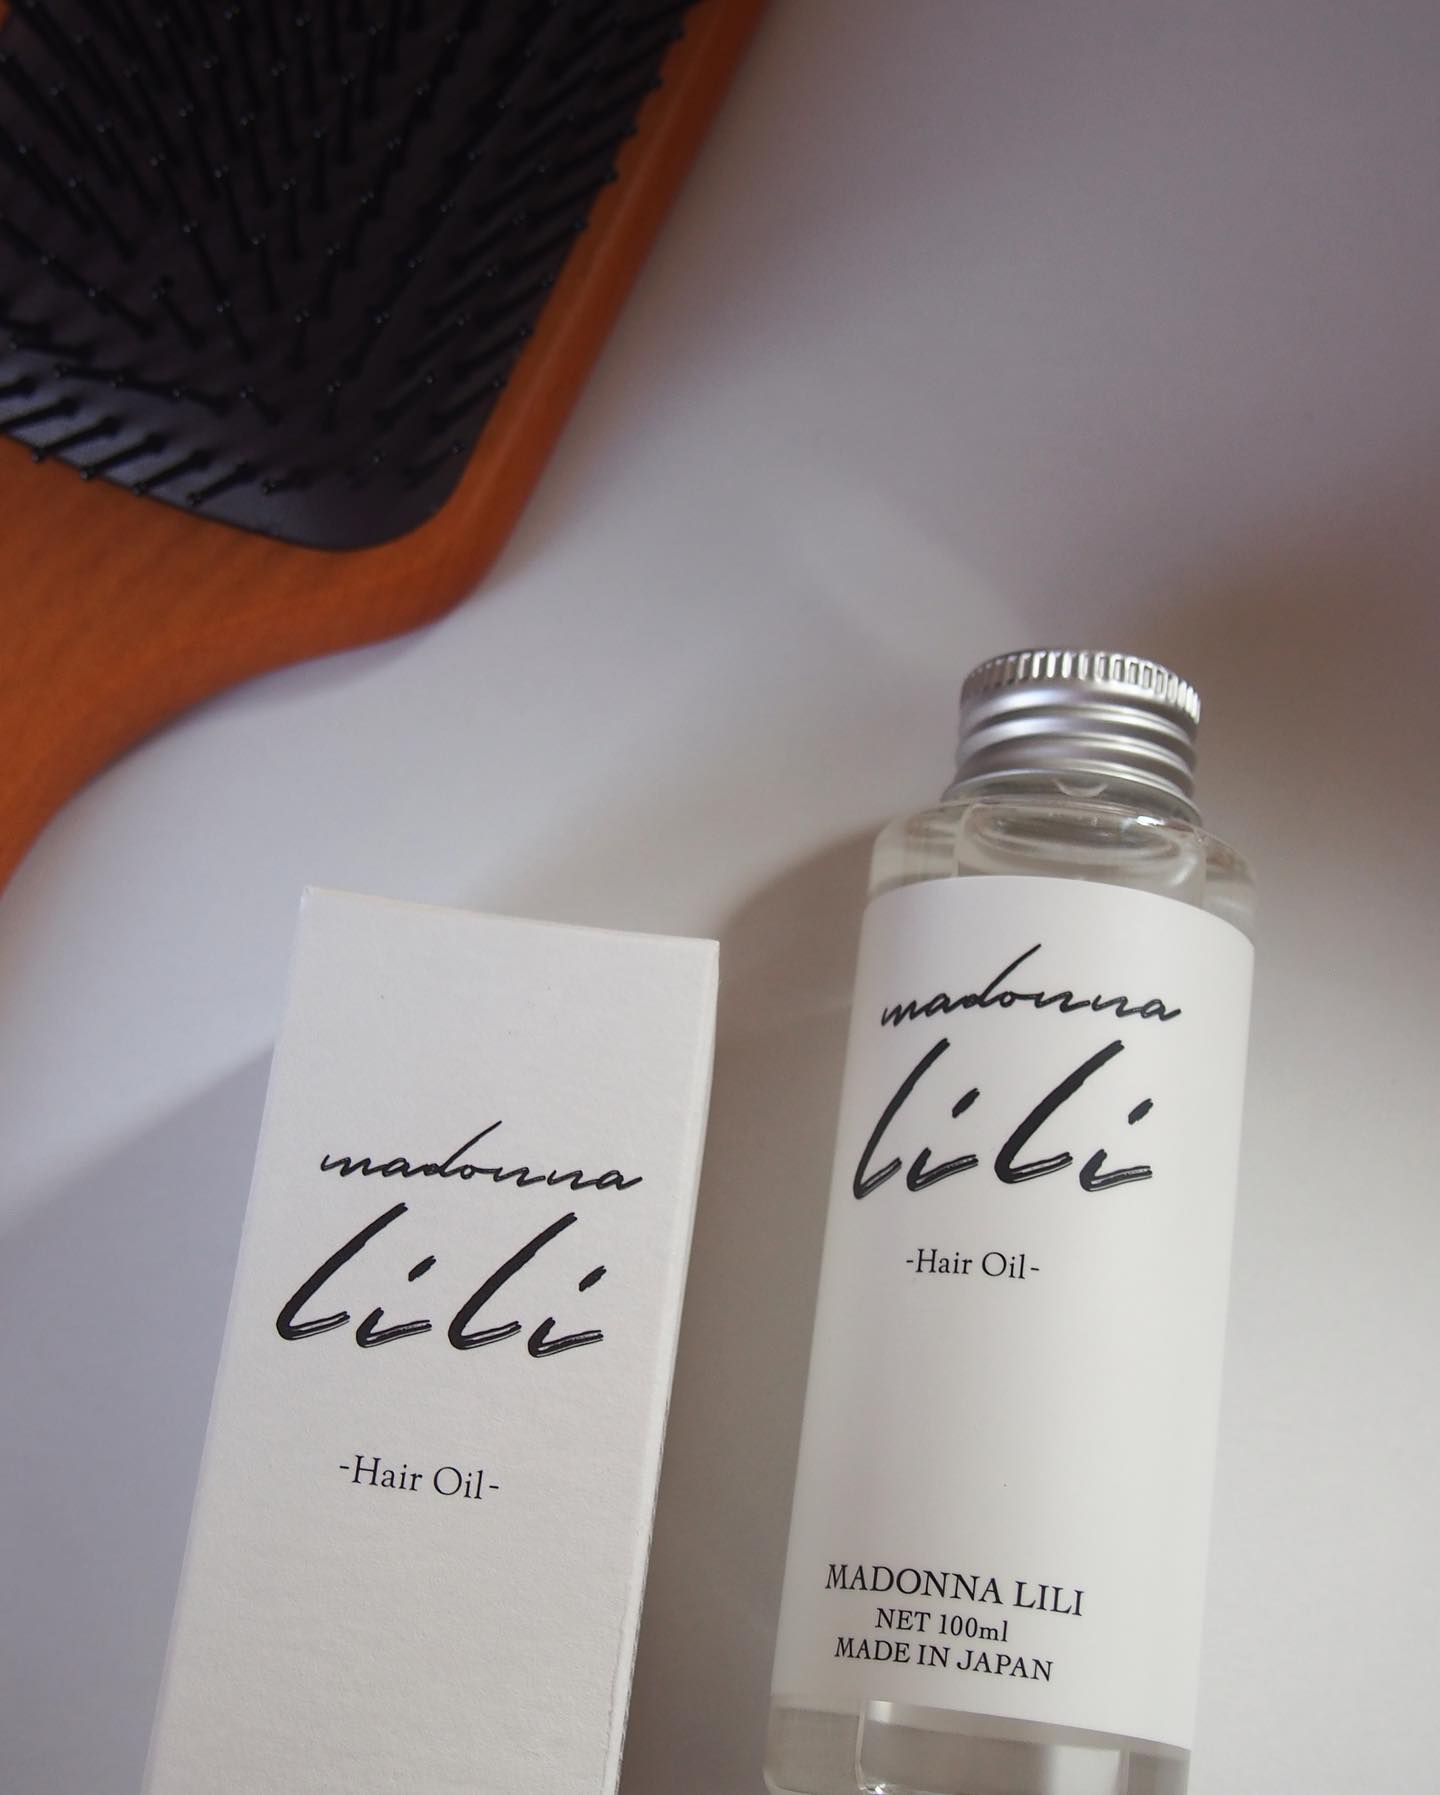 madonna
lili
-Hair Oil-
madonna
lili
-Hair Oil-
MADONNA LILI
NET 100ml
MADE IN JAPAN